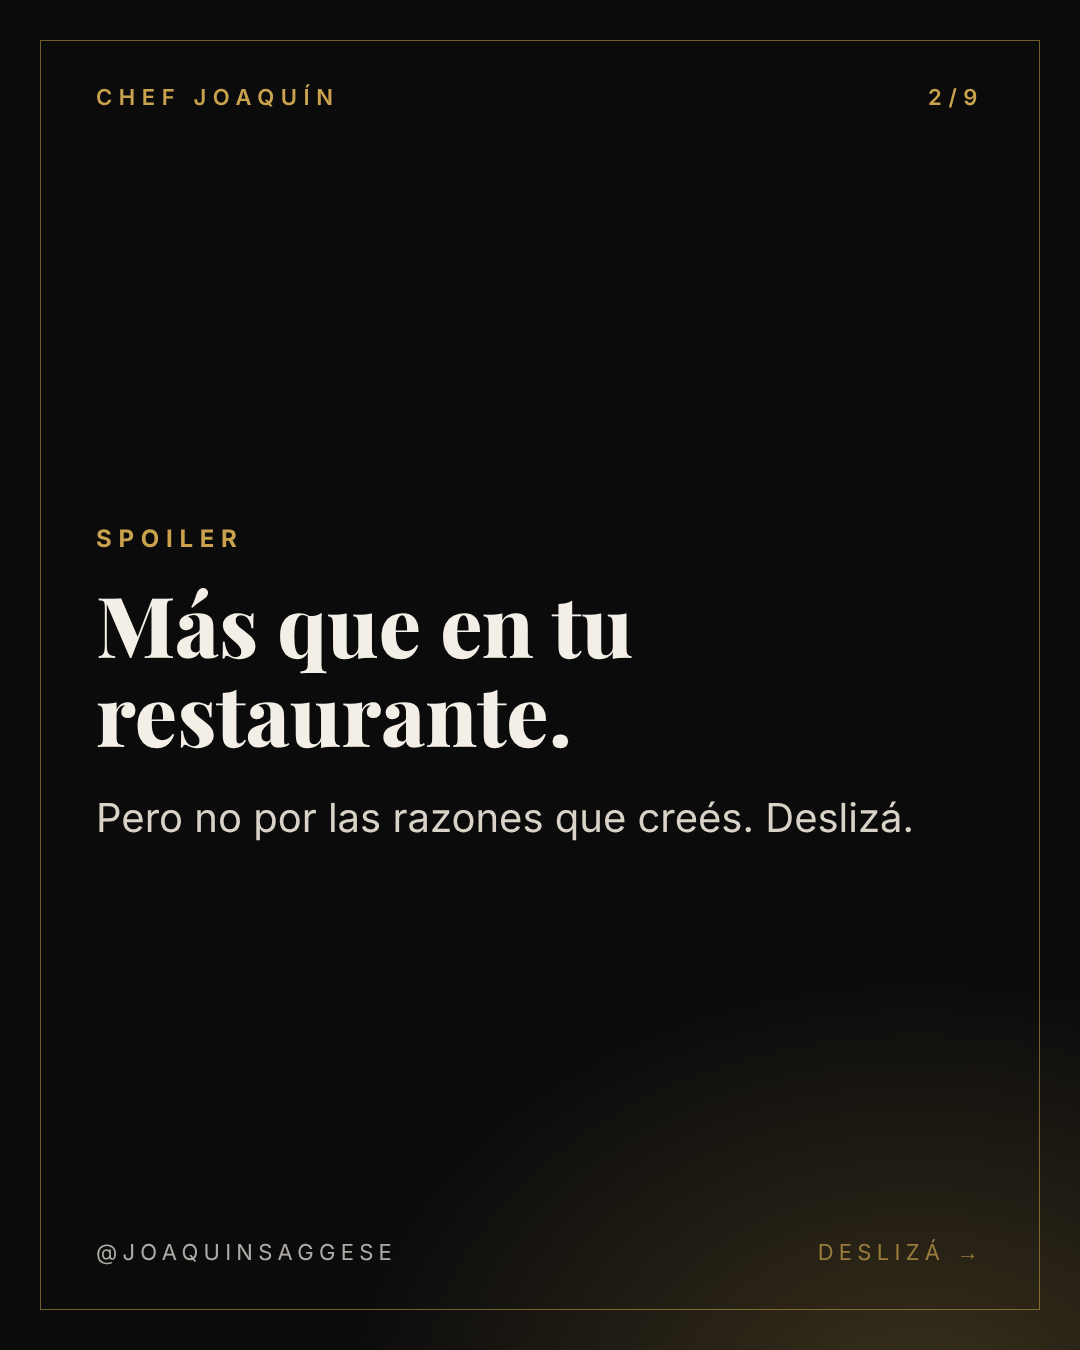 CHEF JOAQUÍN
2/9
SPOILER
Más que en tu
restaurante.
Pero no por las razones que creés. Deslizá.
@JOAQUINSAGGESE
DESLIZÁ →